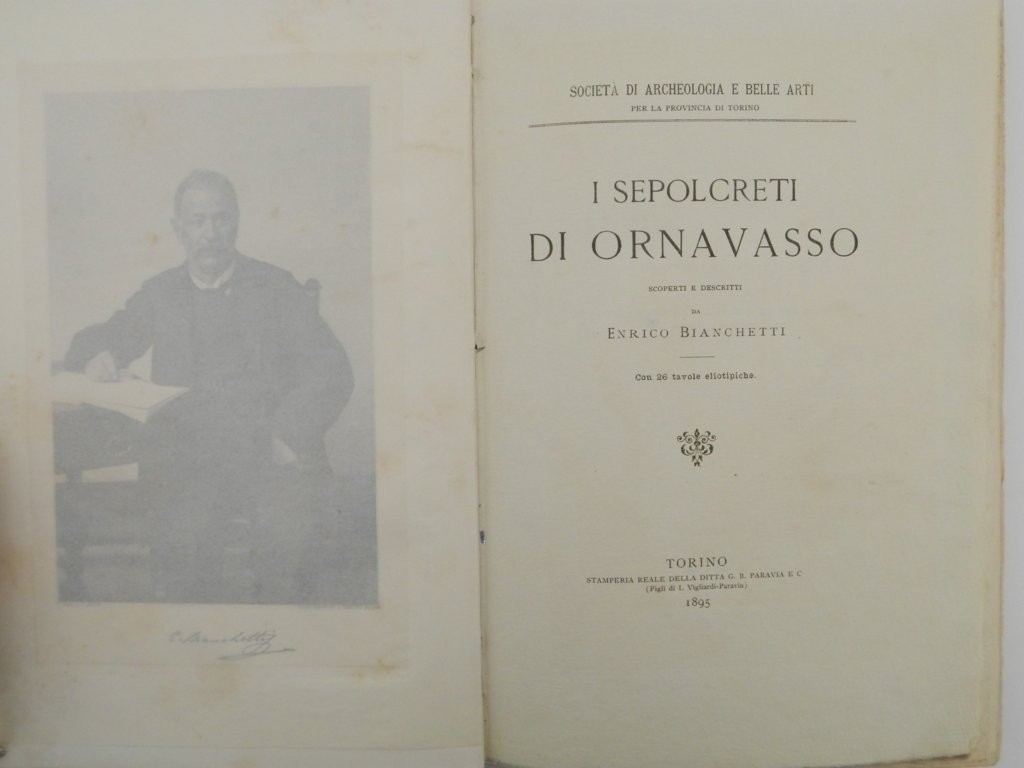 E. Bianchetti
SOCIETÀ DI ARCHEOLOGIA E BELLE ARTI
PER LA PROVINCIA DI TORINO
I SEPOLCRETI
DI ORNAVASSO
SCOPERTI E DESCRITTI
DA
ENRICO BIANCHETTI
Con 26 tavole eliotipiche.
TORINO
STAMPERIA REALE DELLA DITTA G. B. PARAVIA E C
(Figli di I. Vigliardi-Paravia)
1895